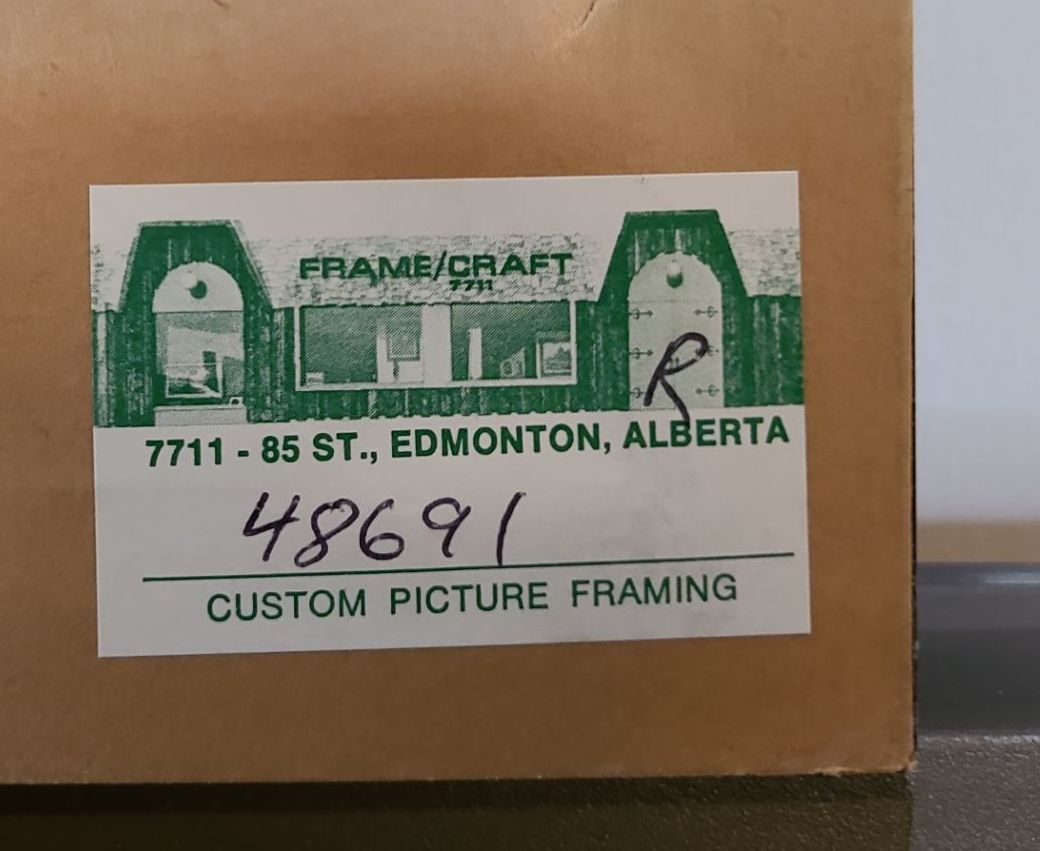 FRAME/CRAFT
7711
R
7711 - 85 ST., EDMONTON, ALBERTA
48691
CUSTOM PICTURE FRAMING